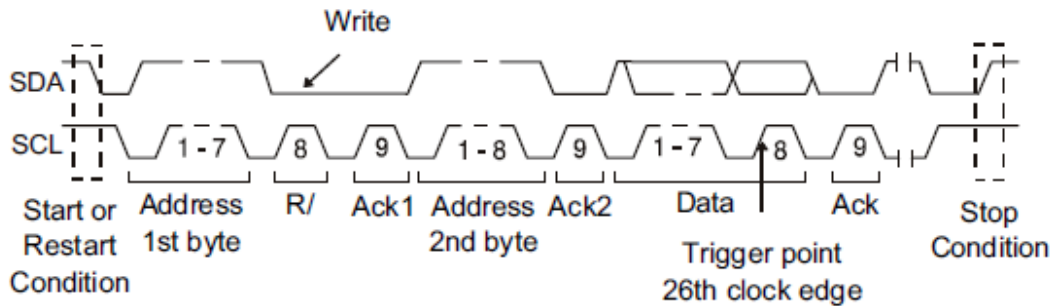 Write
SDA
SCL
1 - 7
8
9
1 - 8
9
1 - 7
8
9
Start or
Restart
Condition
Address
1st byte
R/
Ack1
Address
2nd byte
Ack2
Data
Trigger point
26th clock edge
Ack
Stop
Condition